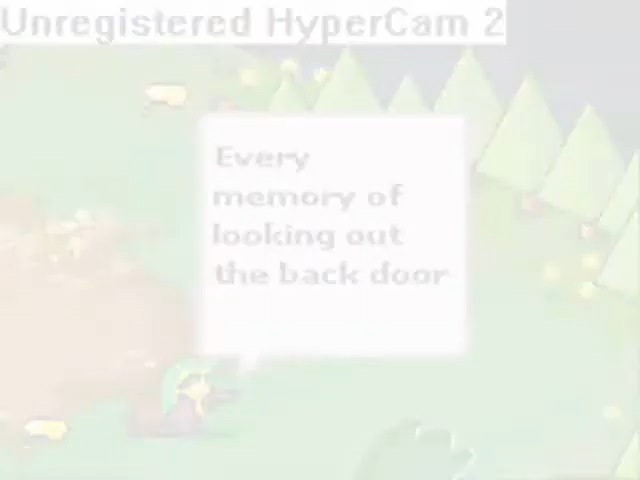 Unregistered HyperCam 2
Every
memory of
looking out
the back door